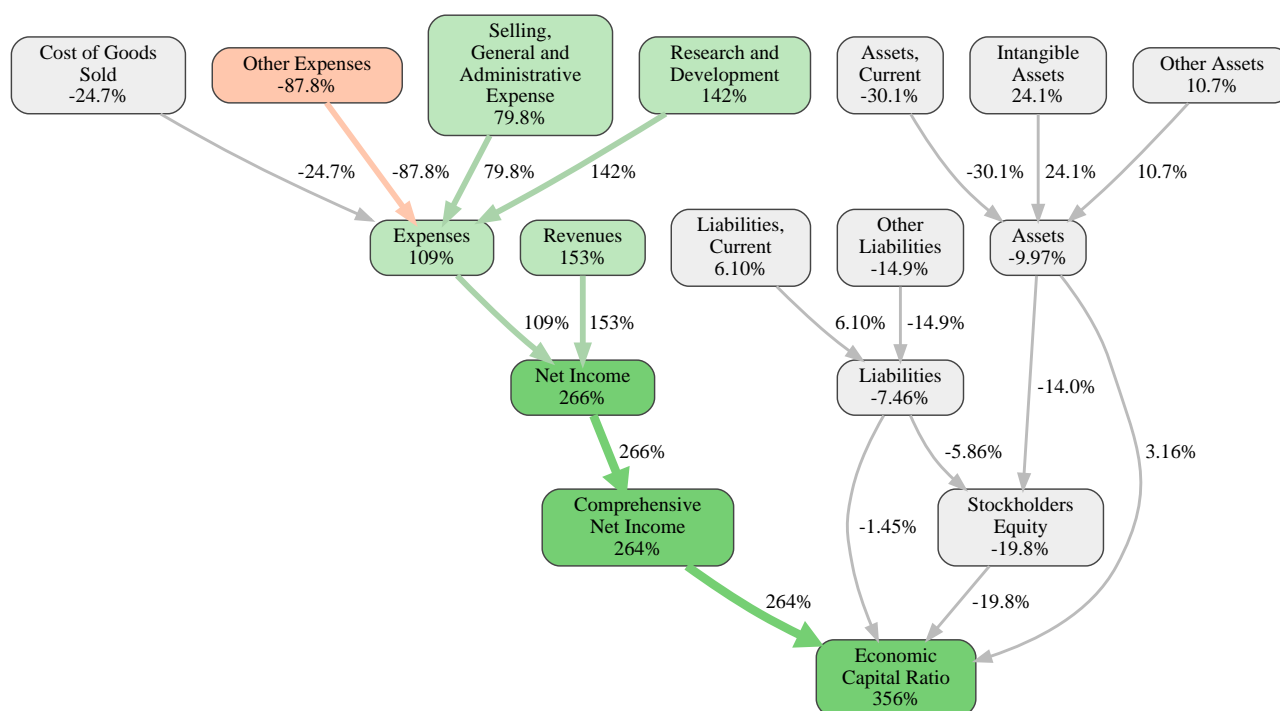 Cost of Goods
Sold
-24.7%
Other Expenses
-87.8%
Selling,
General and
Administrative
Expense
79.8%
Research and
Development
142%
Assets,
Current
-30.1%
Intangible
Assets
24.1%
Other Assets
10.7%
-24.7%
-87.8%
79.8%
142%
-30.1%
24.1%
10.7%
Expenses
109%
Revenues
153%
Liabilities,
Current
6.10%
Other
Liabilities
-14.9%
Assets
-9.97%
109%
153%
6.10%
-14.9%
Net Income
266%
Liabilities
-7.46%
-14.0%
266%
-5.86%
3.16%
Comprehensive
Net Income
264%
-1.45%
Stockholders
Equity
-19.8%
264%
-19.8%
Economic
Capital Ratio
356%